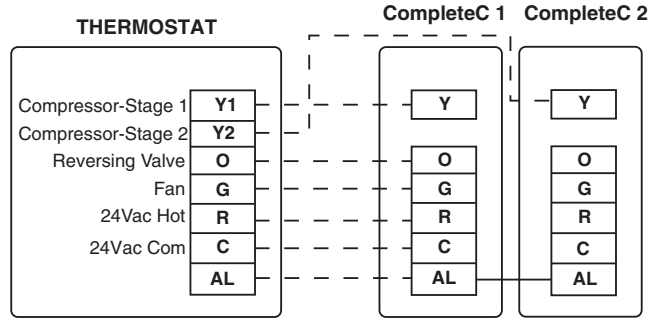 CompleteC 1 CompleteC 2
THERMOSTAT
Compressor-Stage 1 Y1 Y Y
Compressor-Stage 2 Y2
Reversing Valve O O O
Fan G G G
24Vac Hot R R R
24Vac Com C C C
AL AL AL